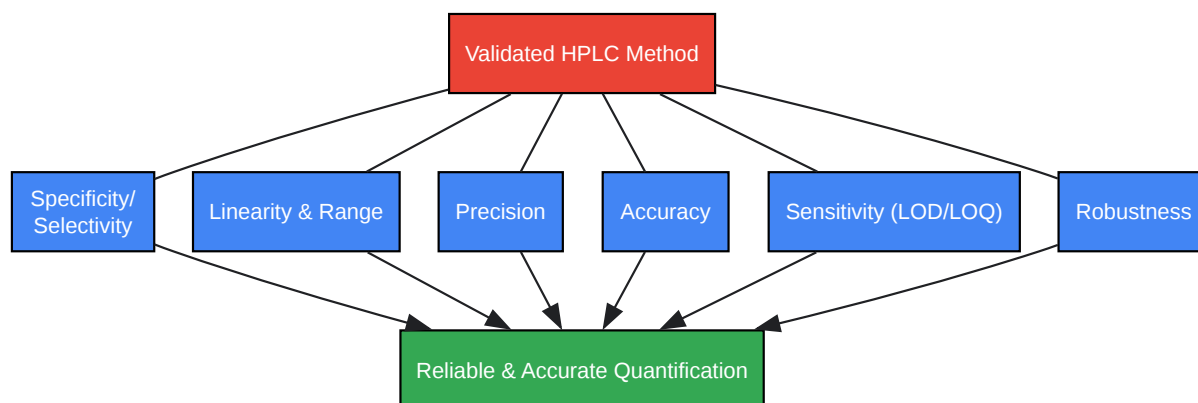 Validated HPLC Method
Specificity/
Selectivity
Linearity & Range
Precision
Accuracy
Sensitivity (LOD/LOQ)
Robustness
Reliable & Accurate Quantification